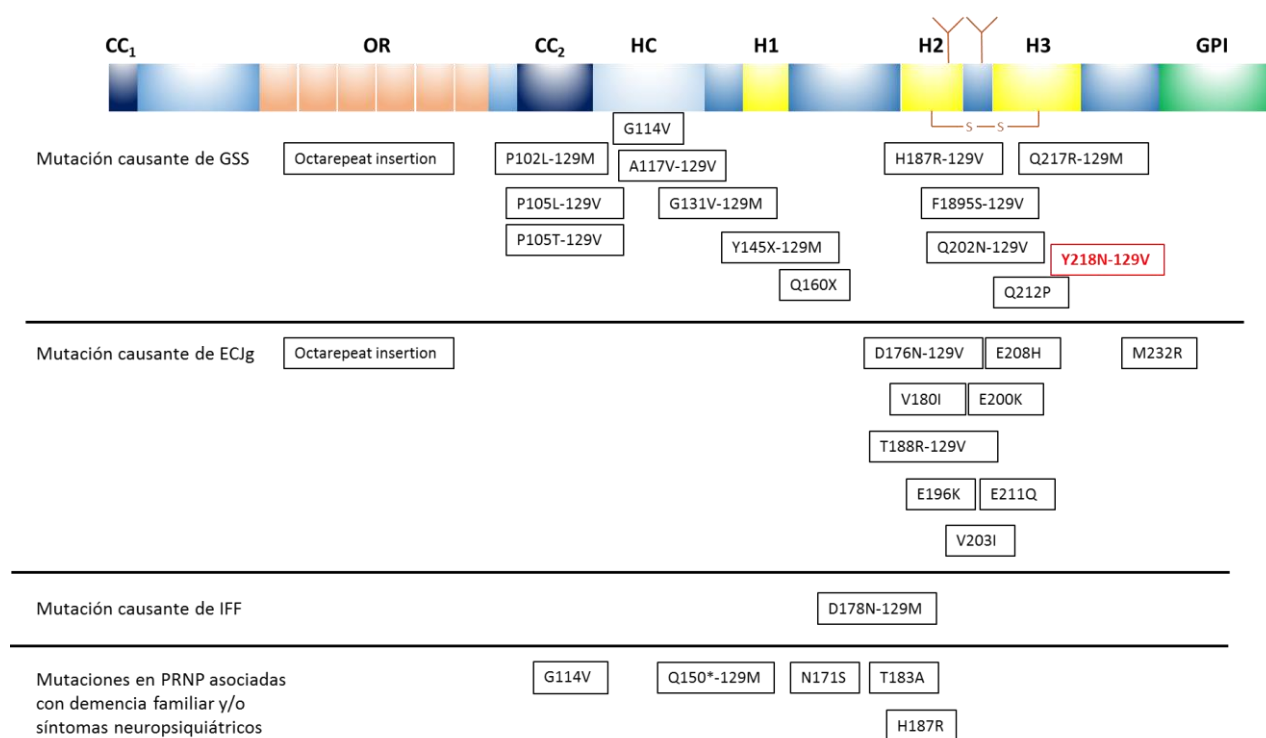 CC1 OR CC2 HC H1 H2 H3 GPI
S S
G114V
Mutación causante de GSS Octarepeat insertion P102L-129M H187R-129V Q217R-129M
A117V-129V
P105L-129V G131V-129M F1895S-129V
P105T-129V Y145X-129M Q202N-129V
Y218N-129V
Q160X Q212P
Mutación causante de ECJg Octarepeat insertion D176N-129V E208H M232R
V180I E200K
T188R-129V
E196K E211Q
V203I
Mutación causante de IFF D178N-129M
Mutaciones en PRNP asociadas G114V Q150*-129M N171S T183A
con demencia familiar y/o
síntomas neuropsiquiátricos H187R